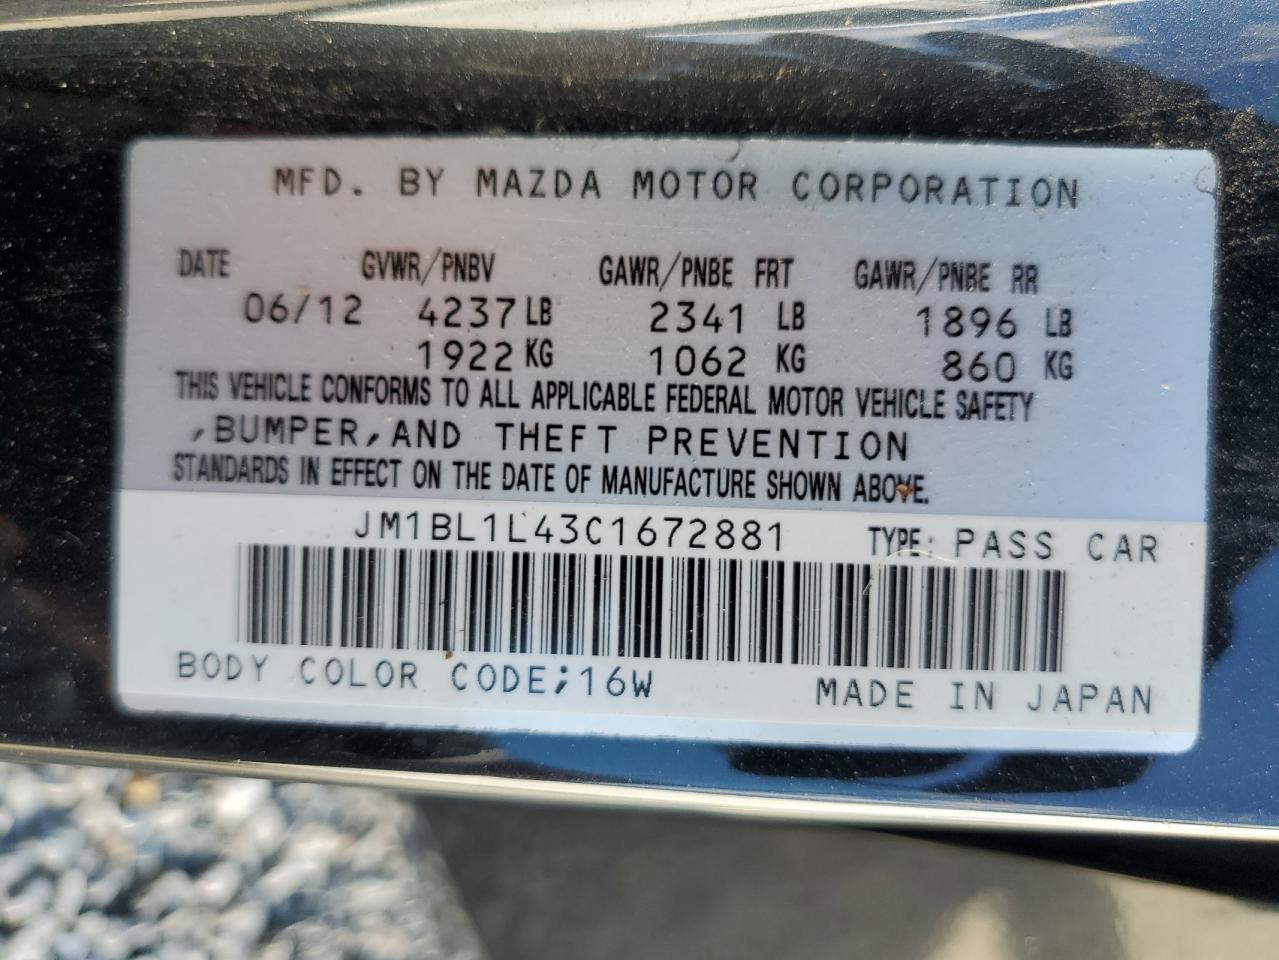 MFD. BY MAZDA MOTOR CORPORATION
DATE GVWR/PNBV GAWR/PNBE FRT GAWR/PNBE RR
06/12 4237 LB 2341 LB 1896 LB
1922 KG 1062 KG 860 KG
THIS VEHICLE CONFORMS TO ALL APPLICABLE FEDERAL MOTOR VEHICLE SAFETY
,BUMPER,AND THEFT PREVENTION
STANDARDS IN EFFECT ON THE DATE OF MANUFACTURE SHOWN ABOVE.
JM1BL1L43C1672881 TYPE: PASS CAR
BODY COLOR CODE;16W MADE IN JAPAN